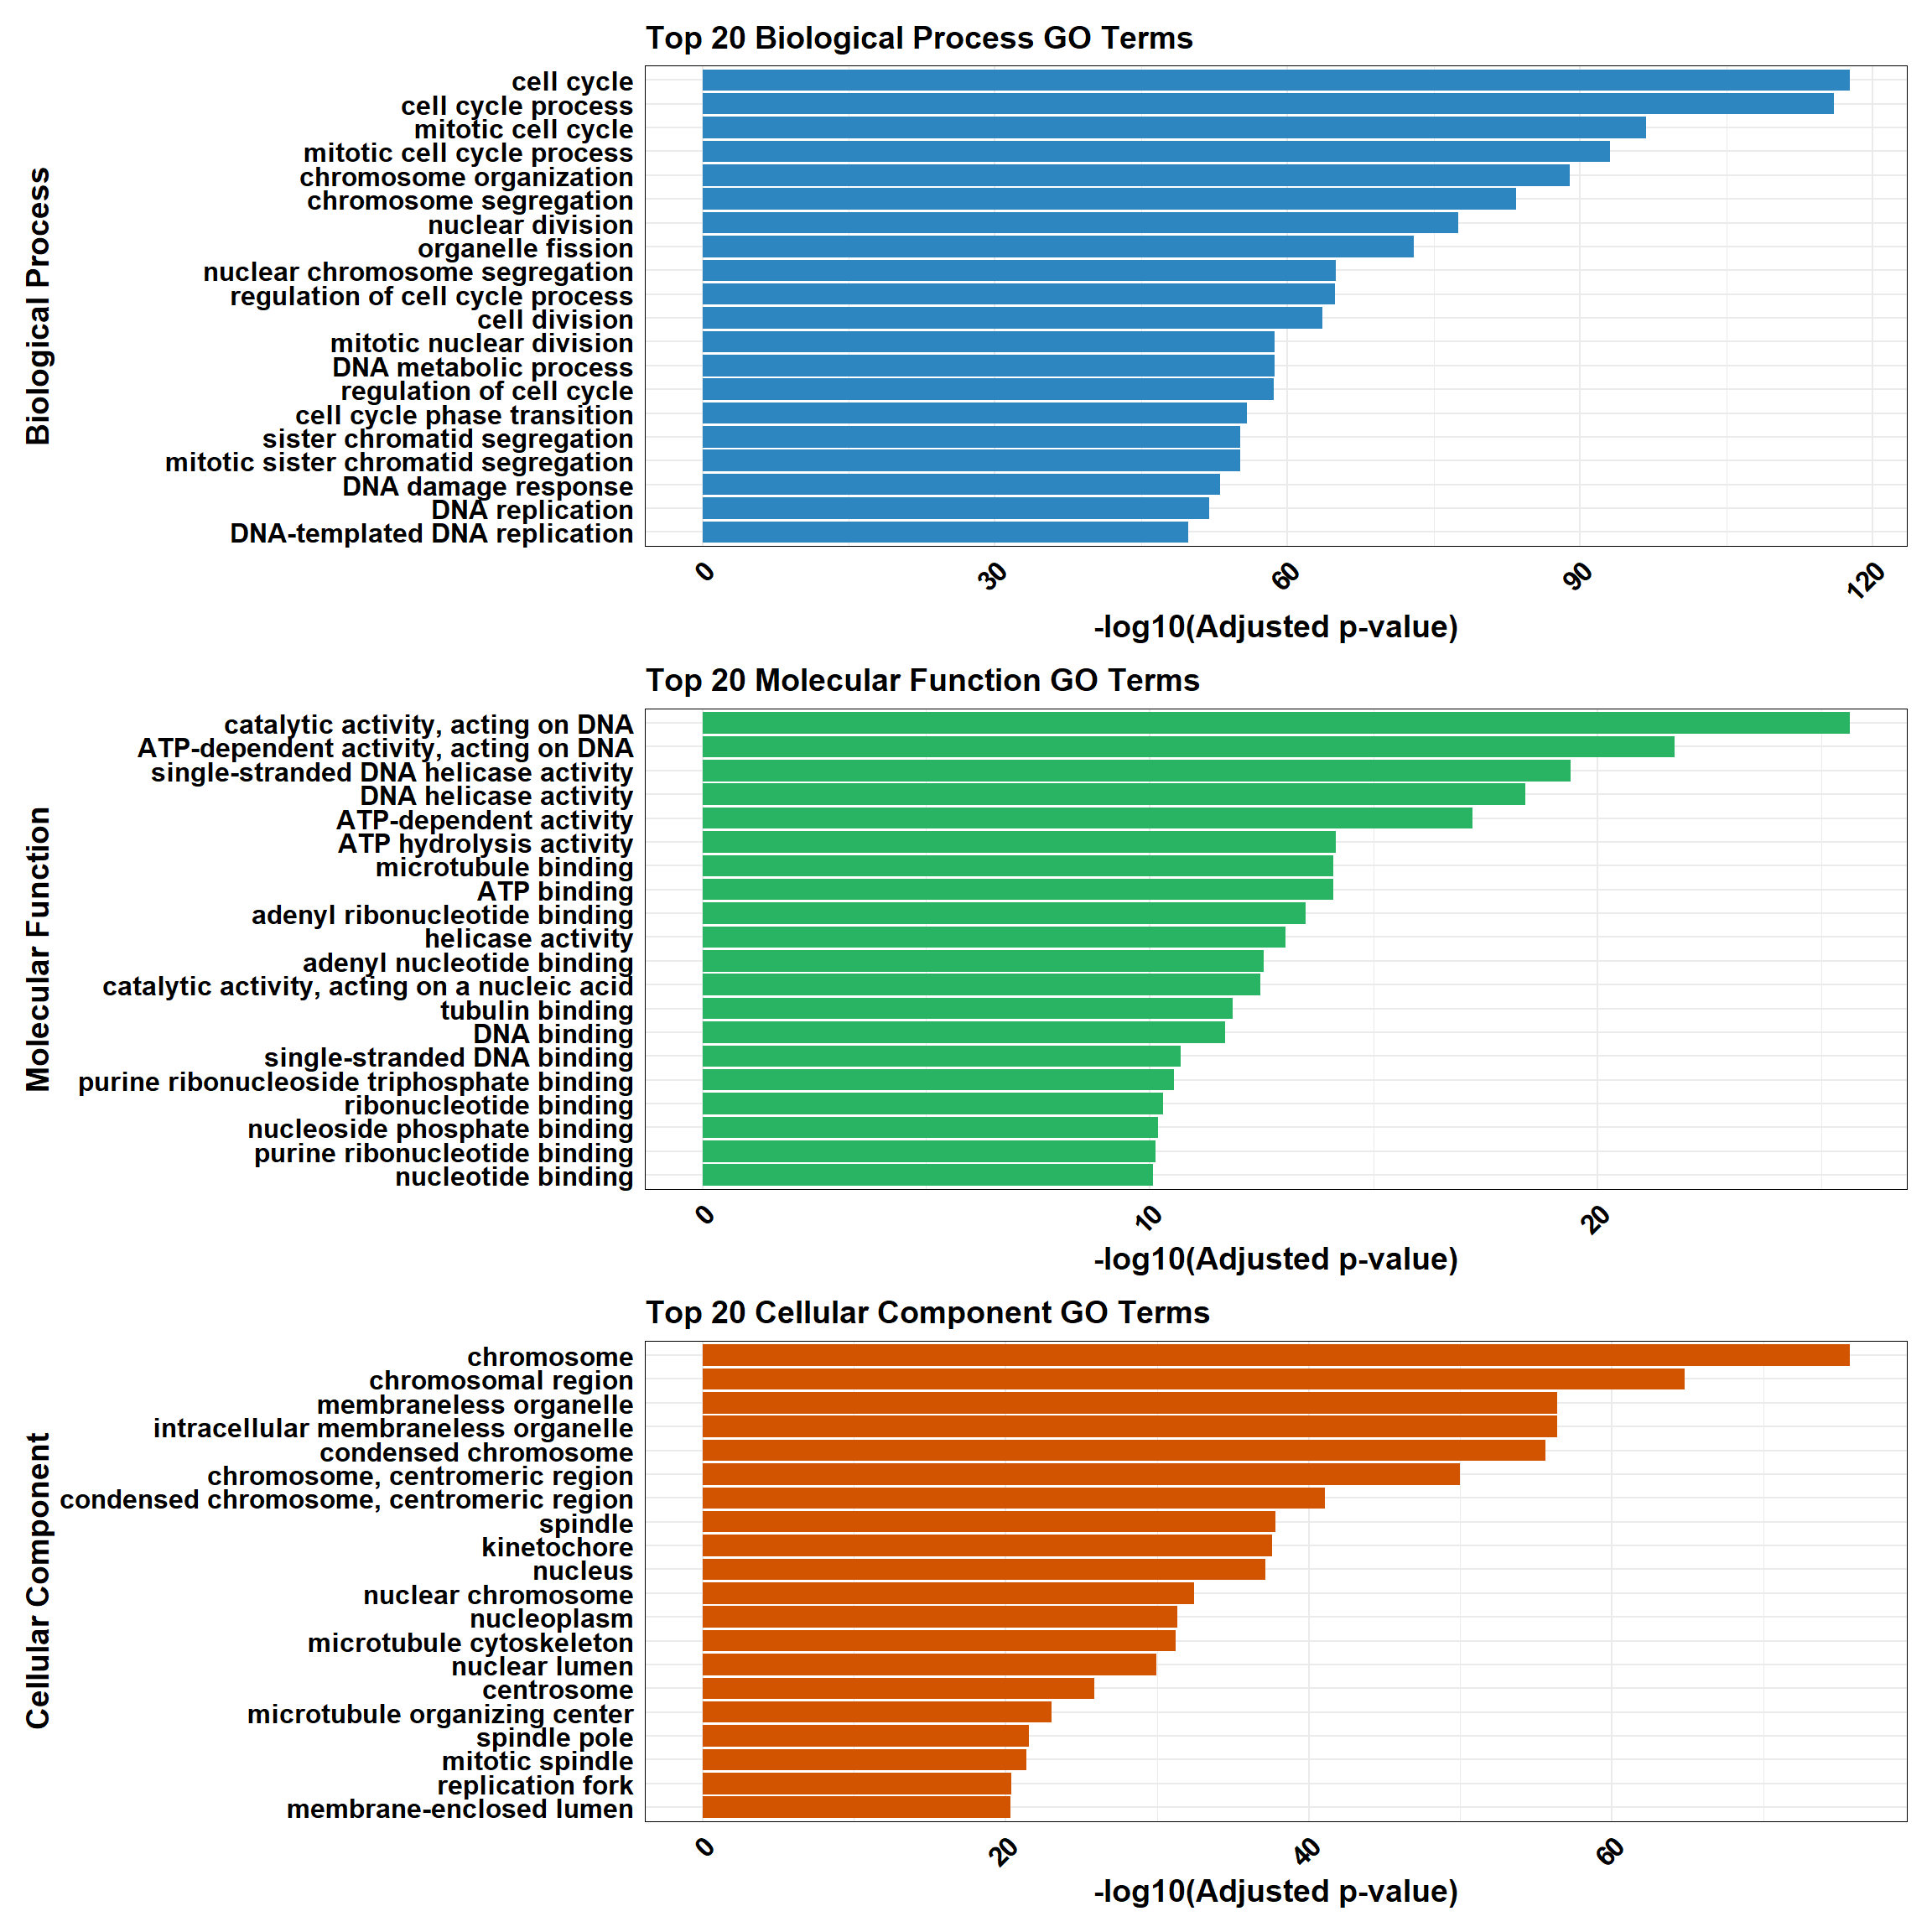 Top 20 Biological Process GO Terms
Biological Process
cell cycle
cell cycle process
mitotic cell cycle
mitotic cell cycle process
chromosome organization
chromosome segregation
nuclear division
organelle fission
nuclear chromosome segregation
regulation of cell cycle process
cell division
mitotic nuclear division
DNA metabolic process
regulation of cell cycle
cell cycle phase transition
sister chromatid segregation
mitotic sister chromatid segregation
DNA damage response
DNA replication
DNA-templated DNA replication
0 30 60 90 120
-log10(Adjusted p-value)
Top 20 Molecular Function GO Terms
Molecular Function
catalytic activity, acting on DNA
ATP-dependent activity, acting on DNA
single-stranded DNA helicase activity
DNA helicase activity
ATP-dependent activity
ATP hydrolysis activity
microtubule binding
ATP binding
adenyl ribonucleotide binding
helicase activity
adenyl nucleotide binding
catalytic activity, acting on a nucleic acid
tubulin binding
DNA binding
single-stranded DNA binding
purine ribonucleoside triphosphate binding
ribonucleotide binding
nucleoside phosphate binding
purine ribonucleotide binding
nucleotide binding
0 10 20
-log10(Adjusted p-value)
Top 20 Cellular Component GO Terms
Cellular Component
chromosome
chromosomal region
membraneless organelle
intracellular membraneless organelle
condensed chromosome
chromosome, centromeric region
condensed chromosome, centromeric region
spindle
kinetochore
nucleus
nuclear chromosome
nucleoplasm
microtubule cytoskeleton
nuclear lumen
centrosome
microtubule organizing center
spindle pole
mitotic spindle
replication fork
membrane-enclosed lumen
0 20 40 60
-log10(Adjusted p-value)